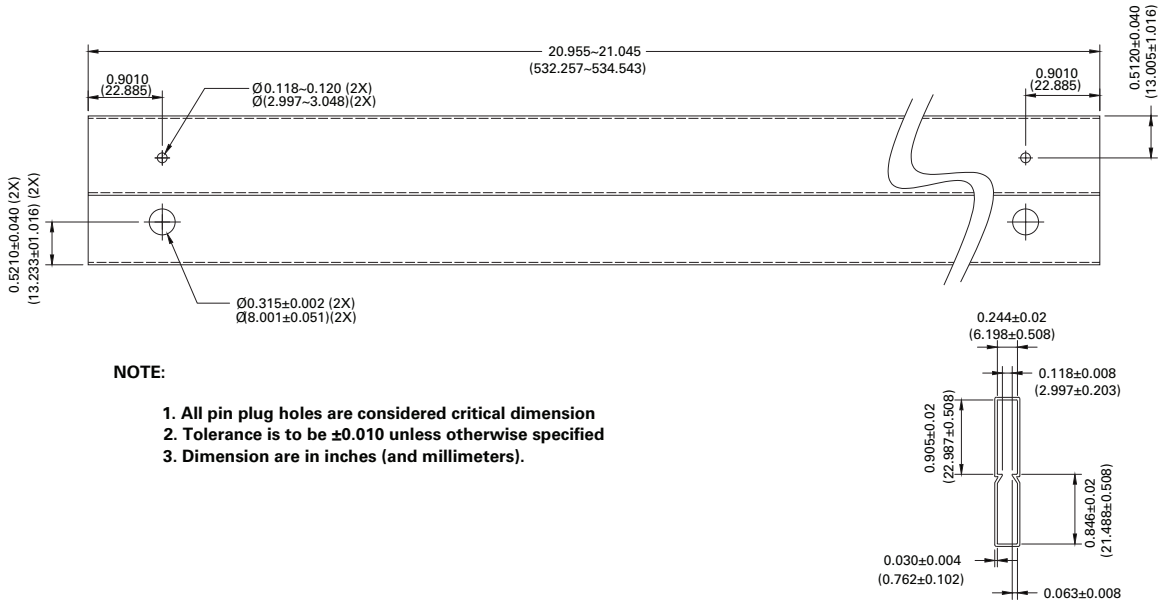 20.955~21.045
(532.257~534.543)
0.5120±0.040
(13.005±1.016)
0.9010
(22.885)
Ø0.118~0.120 (2X)
Ø(2.997~3.048)(2X)
0.9010
(22.885)
0.5210±0.040 (2X)
(13.233±01.016) (2X)
Ø0.315±0.002 (2X)
Ø(8.001±0.051)(2X)
NOTE:
1. All pin plug holes are considered critical dimension
2. Tolerance is to be ±0.010 unless otherwise specified
3. Dimension are in inches (and millimeters).
0.244±0.02
(6.198±0.508)
0.118±0.008
(2.997±0.203)
0.905±0.02
(22.987±0.508)
0.846±0.02
(21.488±0.508)
0.030±0.004
(0.762±0.102)
0.063±0.008